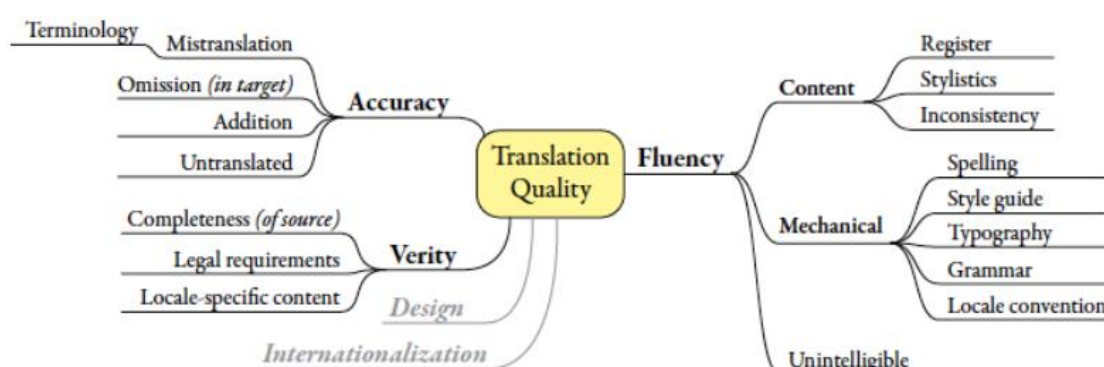 Terminology
Mistranslation
Omission (in target)
Addition
Untranslated
Accuracy
Completeness (of source)
Legal requirements
Locale-specific content
Verity
Design
Internationalization
Translation
Quality
Fluency
Content
Register
Stylistics
Inconsistency
Mechanical
Spelling
Style guide
Typography
Grammar
Locale convention
Unintelligible